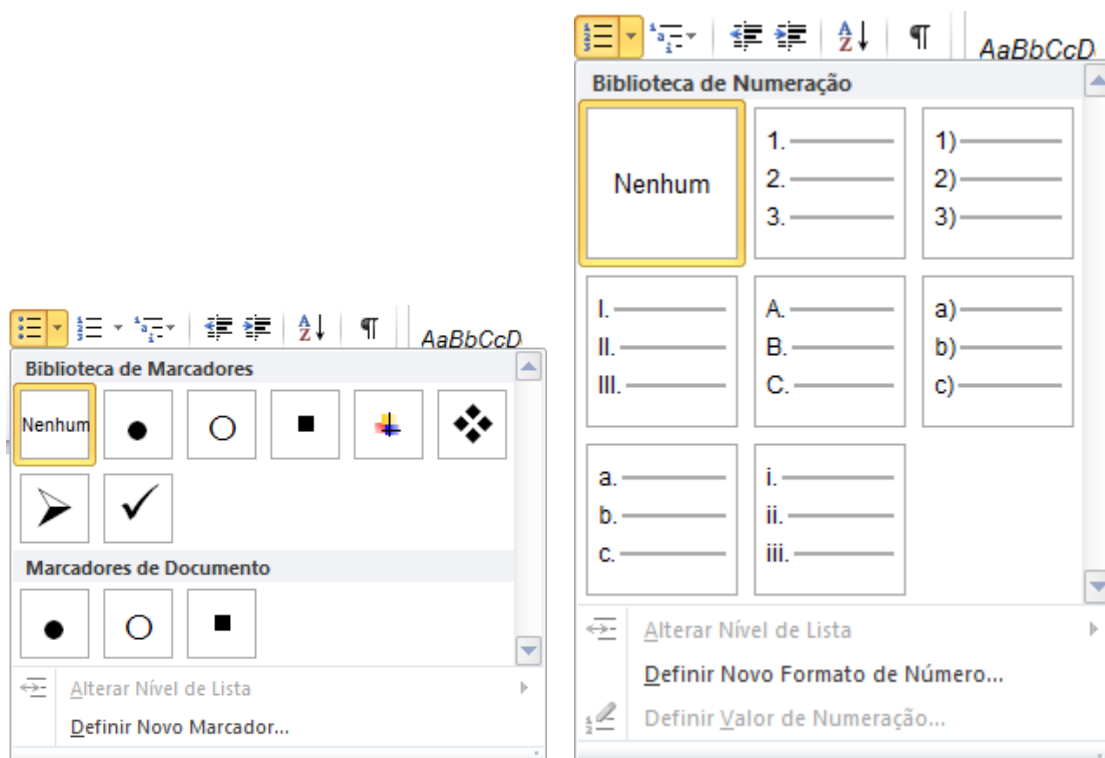 AaBbCcD
Biblioteca de Marcadores
Nenhum
Marcadores de Documento
Alterar Nível de Lista
Definir Novo Marcador...
AaBbCcD
Biblioteca de Numeração
Nenhum
1.
2.
3.
1)
2)
3)
I.
II.
III.
A.
B.
C.
a)
b)
c)
a.
b.
c.
i.
ii.
iii.
Alterar Nível de Lista
Definir Novo Formato de Número...
Definir Valor de Numeração...